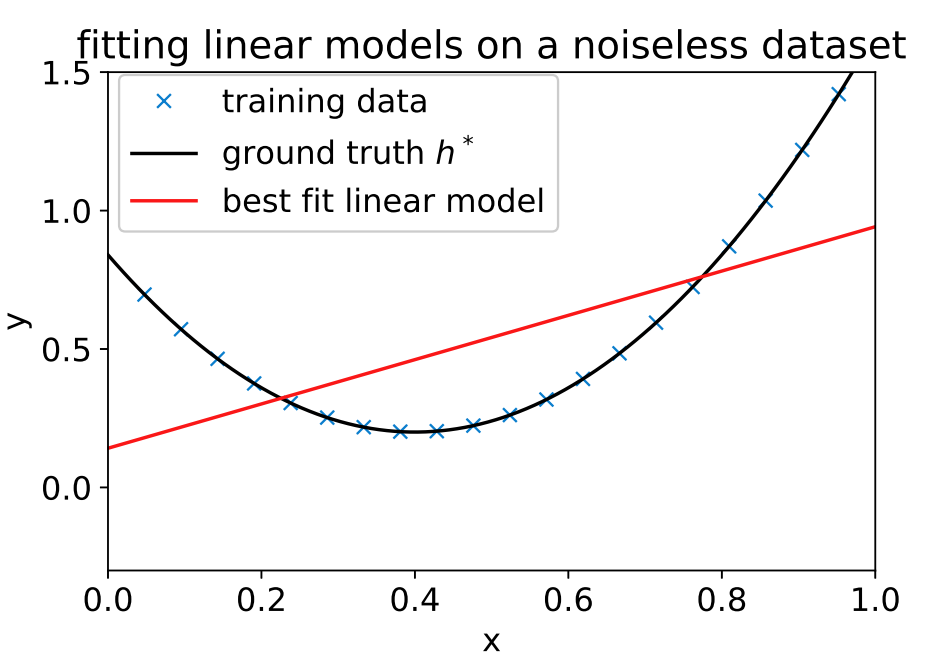 fitting linear models on a noiseless dataset
training data
ground truth h*
best fit linear model
1.5
1.0
0.5
0.0
y
0.0 0.2 0.4 0.6 0.8 1.0
x